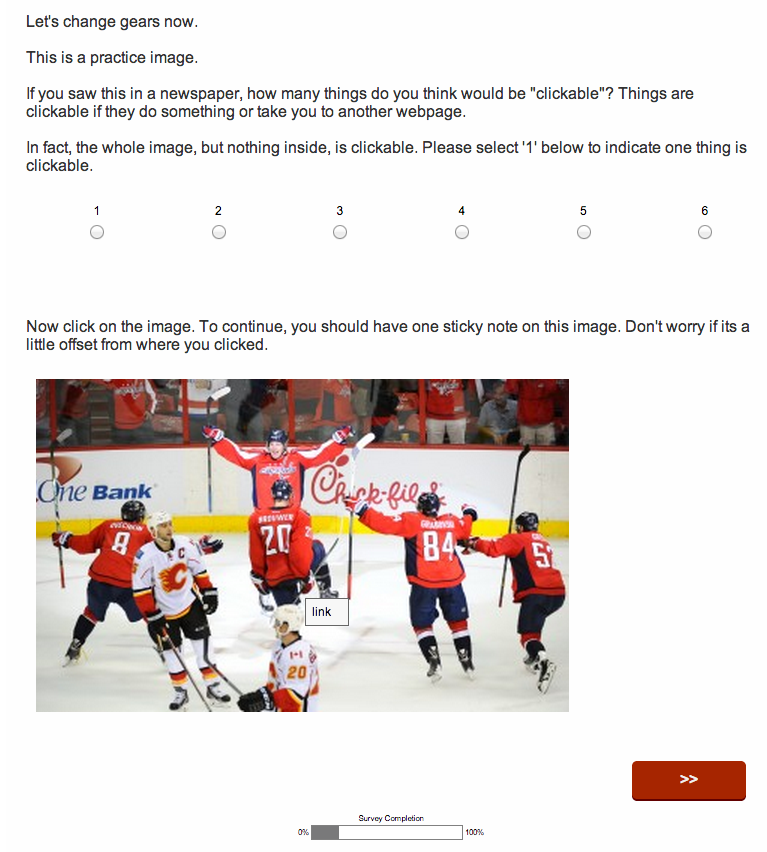 Let's change gears now.
This is a practice image.
If you saw this in a newspaper, how many things do you think would be "clickable"? Things are
clickable if they do something or take you to another webpage.
In fact, the whole image, but nothing inside, is clickable. Please select '1' below to indicate one thing is
clickable.
1 2 3 4 5 6
Now click on the image. To continue, you should have one sticky note on this image. Don't worry if its a
little offset from where you clicked.
One Bank
Chick-fil
BROUWER
20
8
C
84
52
link
20
>>
Survey Completion
0% 100%